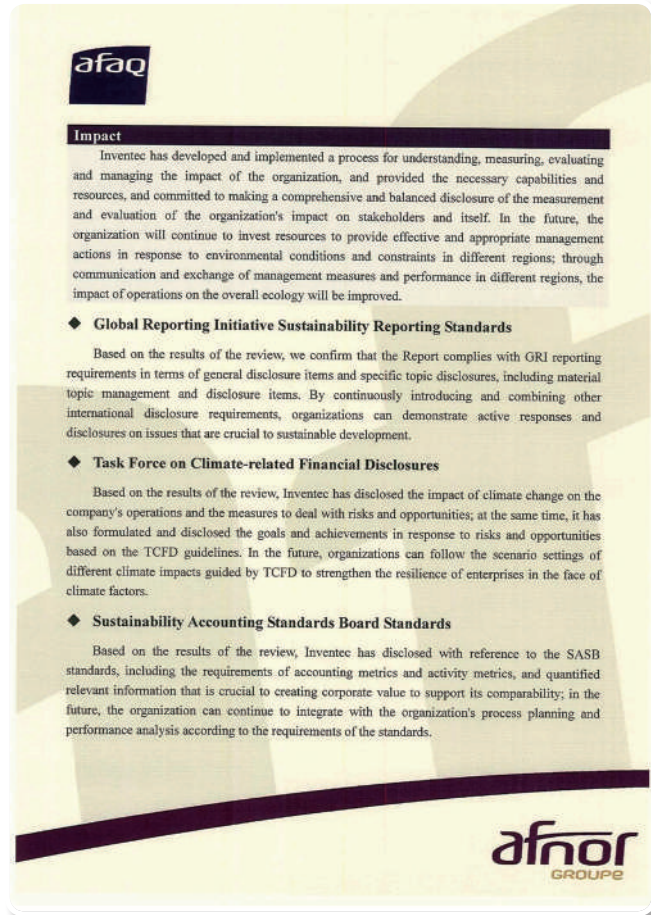 afaq
Impact
Inventec has developed and implemented a process for understanding, measuring, evaluating
and managing the impact of the organization, and provided the necessary capabilities and
resources, and committed to making a comprehensive and balanced disclosure of the measurement
and evaluation of the organization's impact on stakeholders and itself. In the future, the
organization will continue to invest resources to provide effective and appropriate management
actions in response to environmental conditions and constraints in different regions; through
communication and exchange of management measures and performance in different regions, the
impact of operations on the overall ecology will be improved.
◆ Global Reporting Initiative Sustainability Reporting Standards
Based on the results of the review, we confirm that the Report complies with GRI reporting
requirements in terms of general disclosure items and specific topic disclosures, including material
topic management and disclosure items. By continuously introducing and combining other
international disclosure requirements, organizations can demonstrate active responses and
disclosures on issues that are crucial to sustainable development.
◆ Task Force on Climate-related Financial Disclosures
Based on the results of the review, Inventec has disclosed the impact of climate change on the
company's operations and the measures to deal with risks and opportunities; at the same time, it has
also formulated and disclosed the goals and achievements in response to risks and opportunities
based on the TCFD guidelines. In the future, organizations can follow the scenario settings of
different climate impacts guided by TCFD to strengthen the resilience of enterprises in the face of
climate factors.
◆ Sustainability Accounting Standards Board Standards
Based on the results of the review, Inventec has disclosed with reference to the SASB
standards, including the requirements of accounting metrics and activity metrics, and quantified
relevant information that is crucial to creating corporate value to support its comparability; in the
future, the organization can continue to integrate with the organization's process planning and
performance analysis according to the requirements of the standards.
afnor
GROUPe